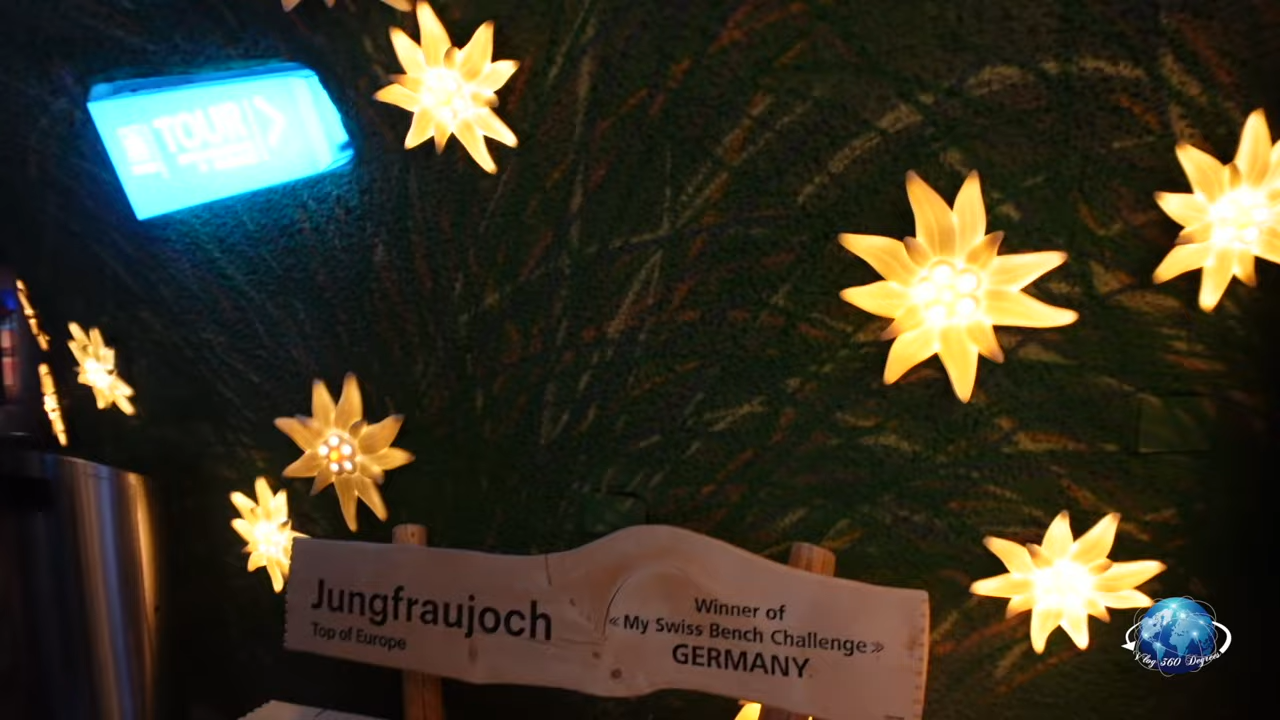 TOUR
Jungfraujoch
Top of Europe
Winner of
«My Swiss Bench Challenge»
GERMANY
Vlog 360 Degrees